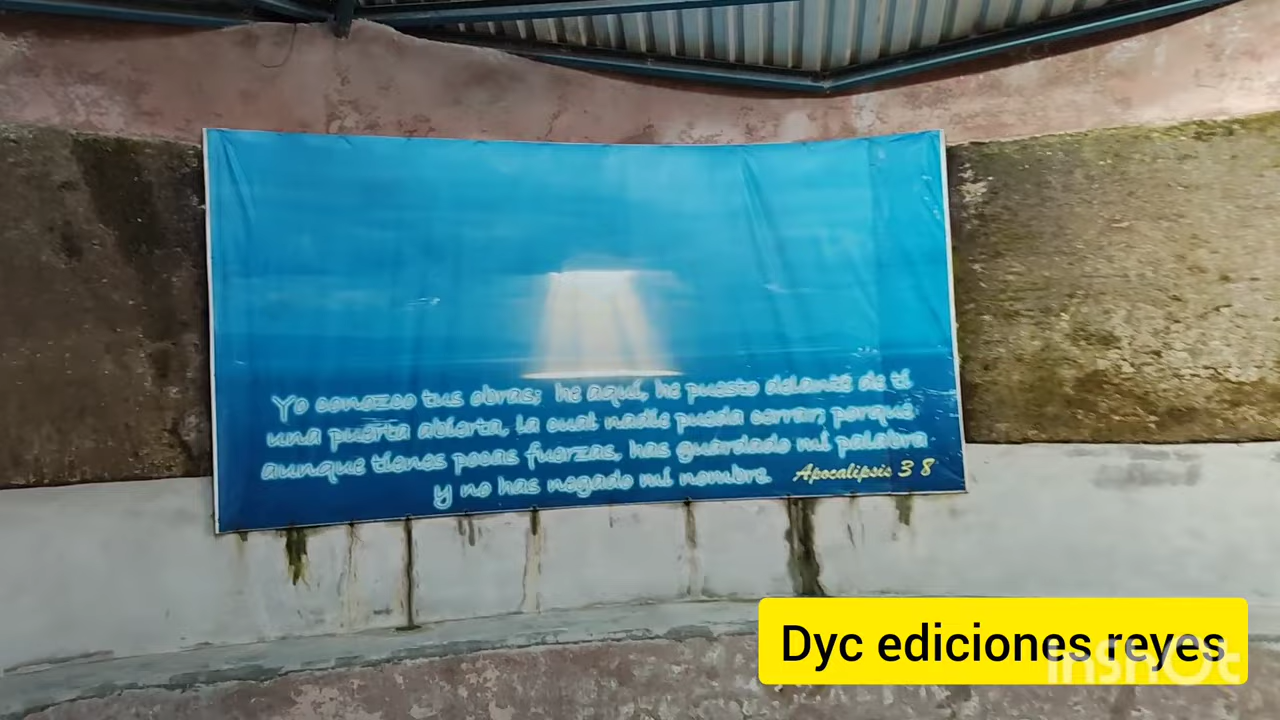 Yo conozco tus obras; he aquí, he puesto delante de ti
una puerta abierta, la cual nadie puede cerrar; porque
aunque tienes pocas fuerzas, has guardado mi palabra
y no has negado mi nombre.
Apocalipsis 3 8
Dyc ediciones reyes
InShOt